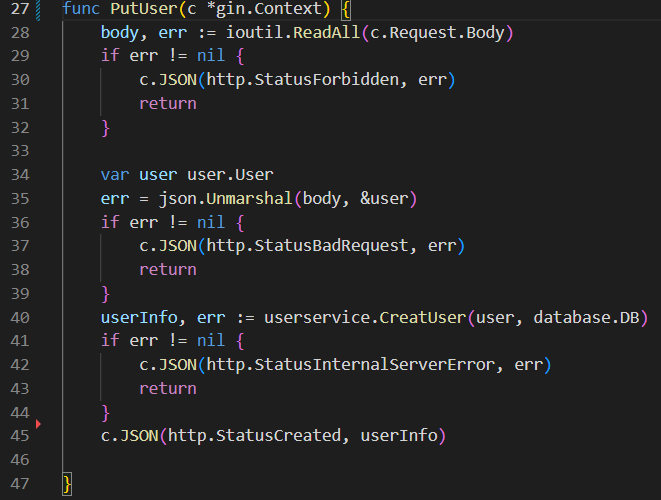 27 func PutUser(c *gin.Context) {
28     body, err := ioutil.ReadAll(c.Request.Body)
29     if err != nil {
30         c.JSON(http.StatusForbidden, err)
31         return
32     }
33
34     var user user.User
35     err = json.Unmarshal(body, &user)
36     if err != nil {
37         c.JSON(http.StatusBadRequest, err)
38         return
39     }
40     userInfo, err := userservice.CreatUser(user, database.DB)
41     if err != nil {
42         c.JSON(http.StatusInternalServerError, err)
43         return
44     }
45     c.JSON(http.StatusCreated, userInfo)
46
47 }